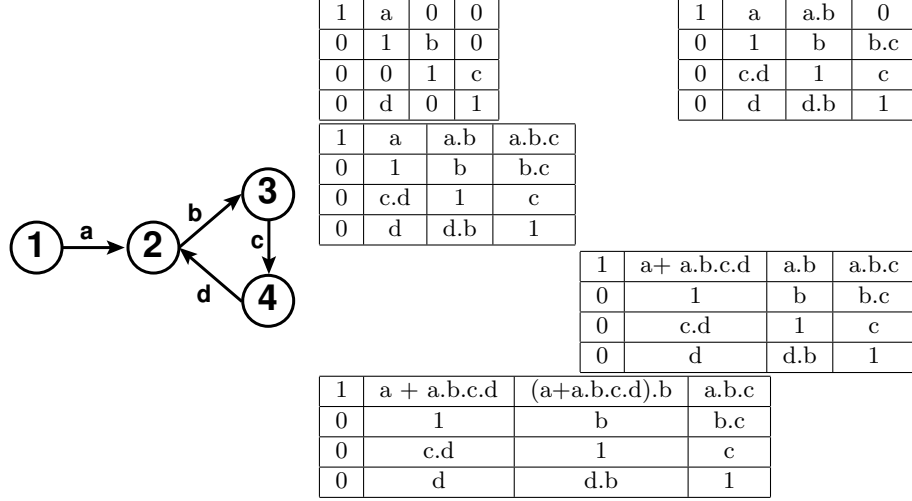 1 a 0 0
0 1 b 0
0 0 1 c
0 d 0 1
1 a a.b 0
0 1 b b.c
0 c.d 1 c
0 d d.b 1
1 a a.b a.b.c
0 1 b b.c
0 c.d 1 c
0 d d.b 1
1 a 2 b 3 c 4 d
1 a+ a.b.c.d a.b a.b.c
0 1 b b.c
0 c.d 1 c
0 d d.b 1
1 a + a.b.c.d (a+a.b.c.d).b a.b.c
0 1 b b.c
0 c.d 1 c
0 d d.b 1